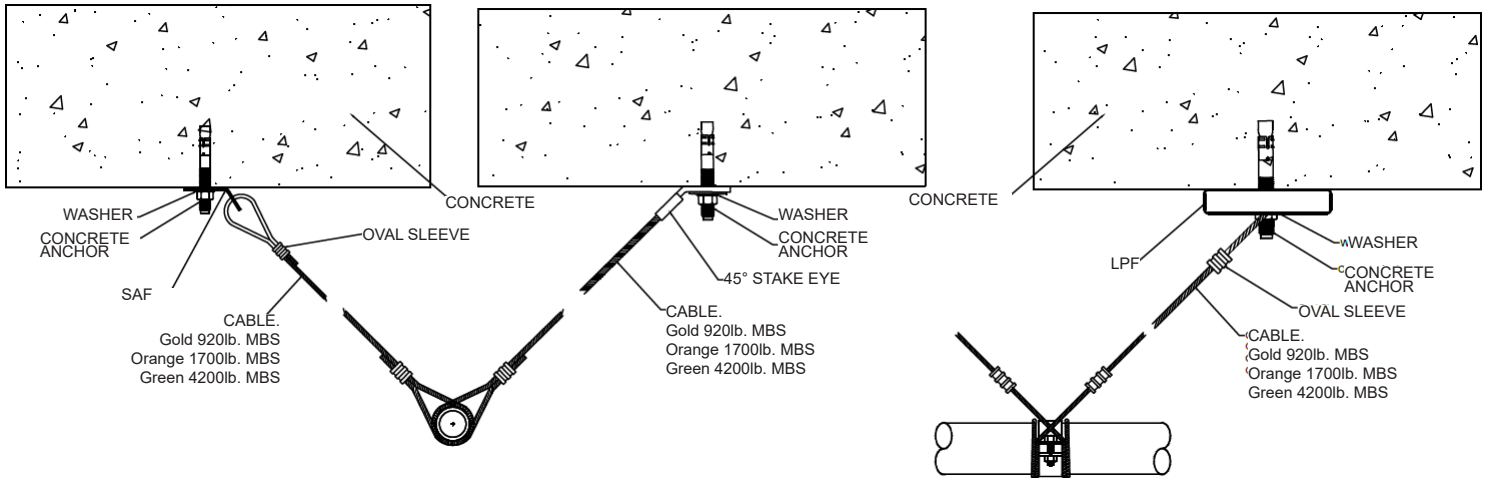 WASHER
CONCRETE
ANCHOR
SAF
CONCRETE
OVAL SLEEVE
CABLE.
Gold 920lb. MBS
Orange 1700lb. MBS
Green 4200lb. MBS
WASHER
CONCRETE
ANCHOR
45° STAKE EYE
CABLE.
Gold 920lb. MBS
Orange 1700lb. MBS
Green 4200lb. MBS
CONCRETE
LPF
WASHER
CONCRETE
ANCHOR
OVAL SLEEVE
CABLE.
Gold 920lb. MBS
Orange 1700lb. MBS
Green 4200lb. MBS